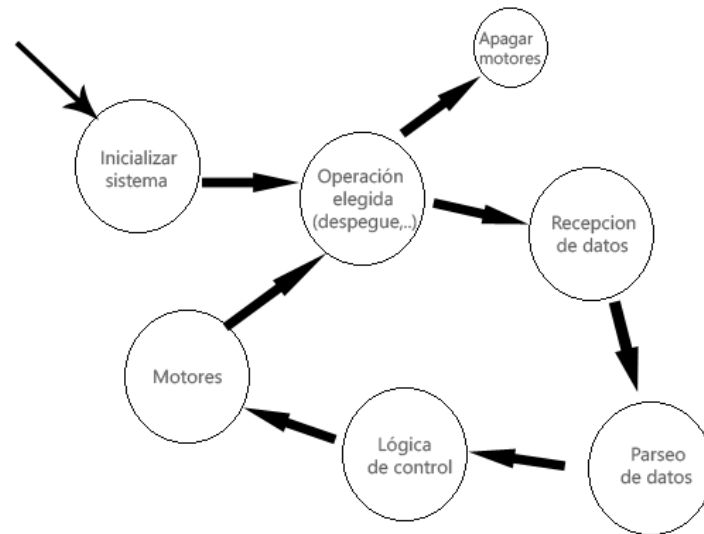 Apagar
motores
Inicializar
sistema
Operación
elegida
(despegue,..)
Recepcion
de datos
Motores
Lógica
de control
Parseo
de datos